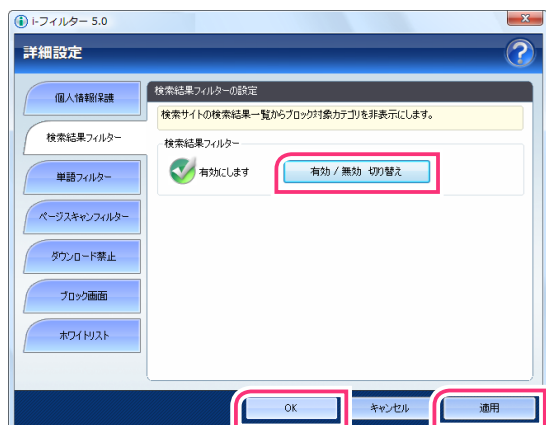 i-フィルター 5.0
詳細設定
?
個人情報保護
検索結果フィルター
単語フィルター
ページスキャンフィルター
ダウンロード禁止
ブロック画面
ホワイトリスト
検索結果フィルターの設定
検索サイトの検索結果一覧からブロック対象カテゴリを非表示にします。
検索結果フィルター
有効にします
有効 / 無効 切り替え
OK
キャンセル
適用